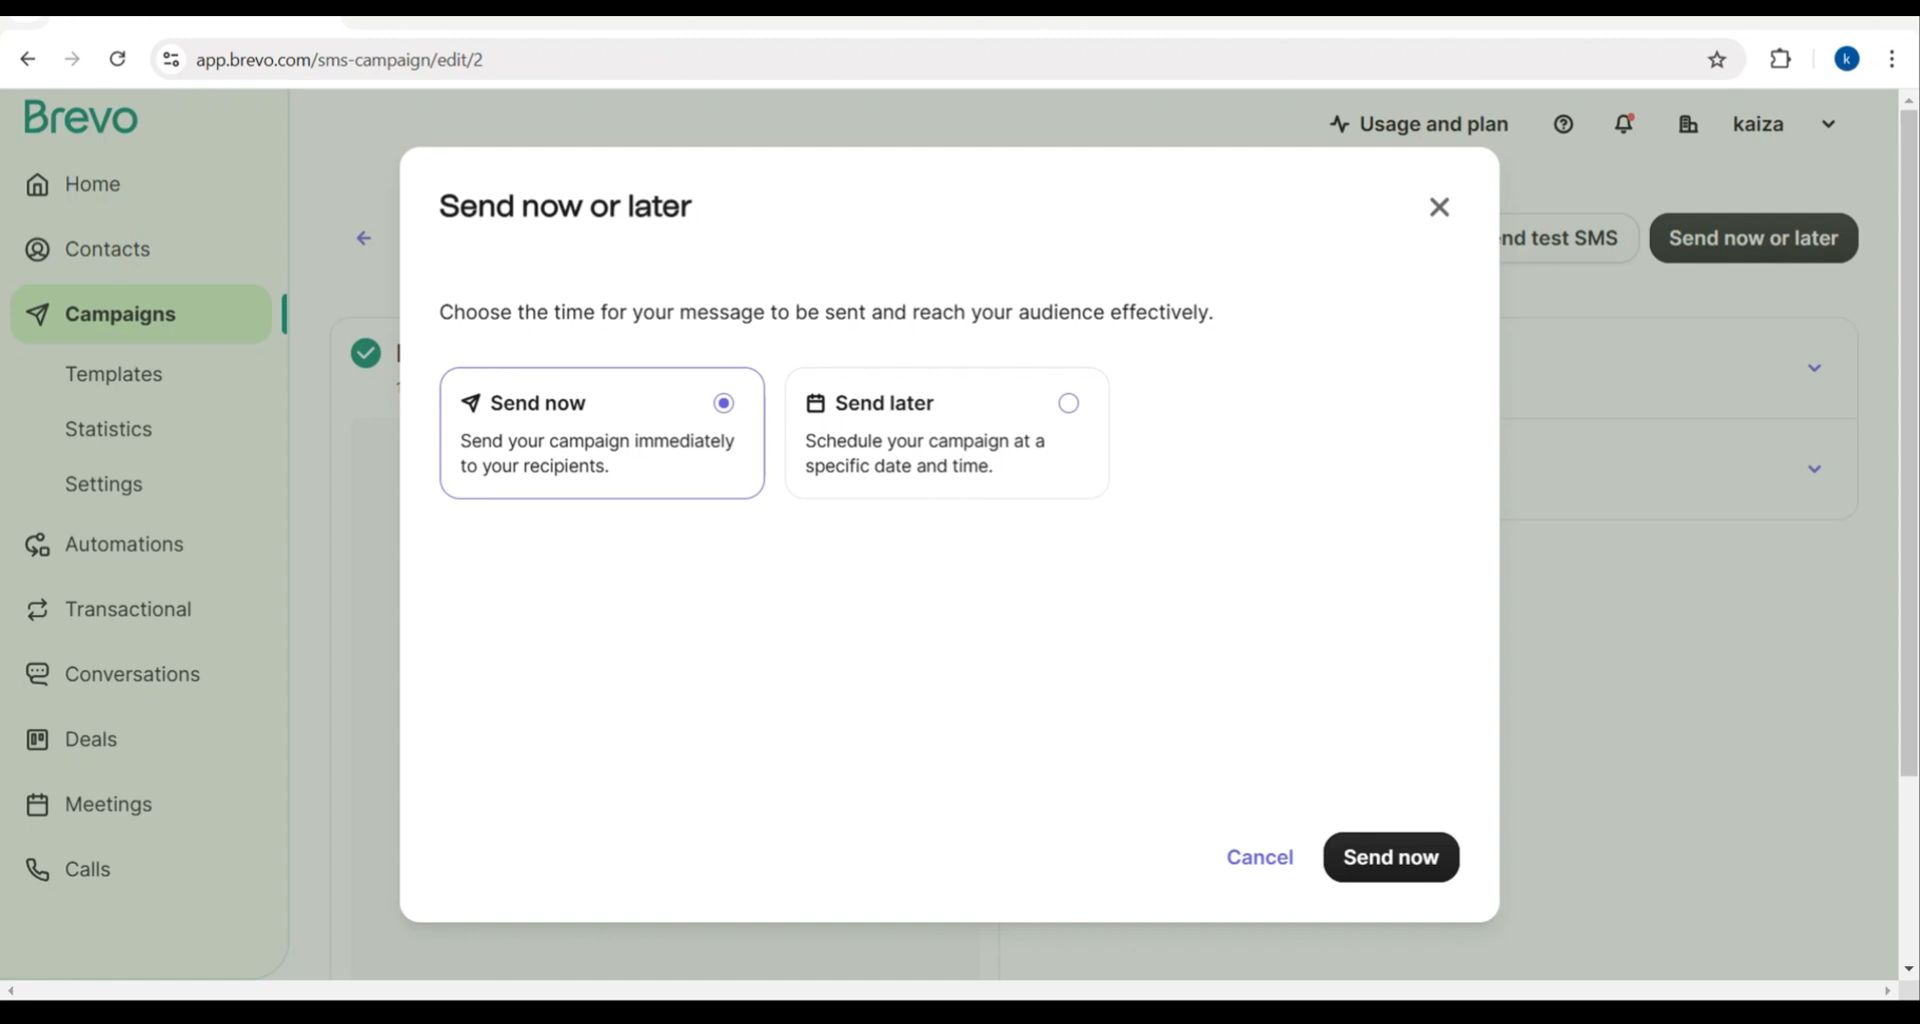 app.brevo.com/sms-campaign/edit/2
k
Brevo
Usage and plan
kaiza
Home
Contacts
Campaigns
Templates
Statistics
Settings
Automations
Transactional
Conversations
Deals
Meetings
Calls
nd test SMS
Send now or later
Send now or later
Choose the time for your message to be sent and reach your audience effectively.
Send now
Send your campaign immediately
to your recipients.
Send later
Schedule your campaign at a
specific date and time.
Cancel
Send now